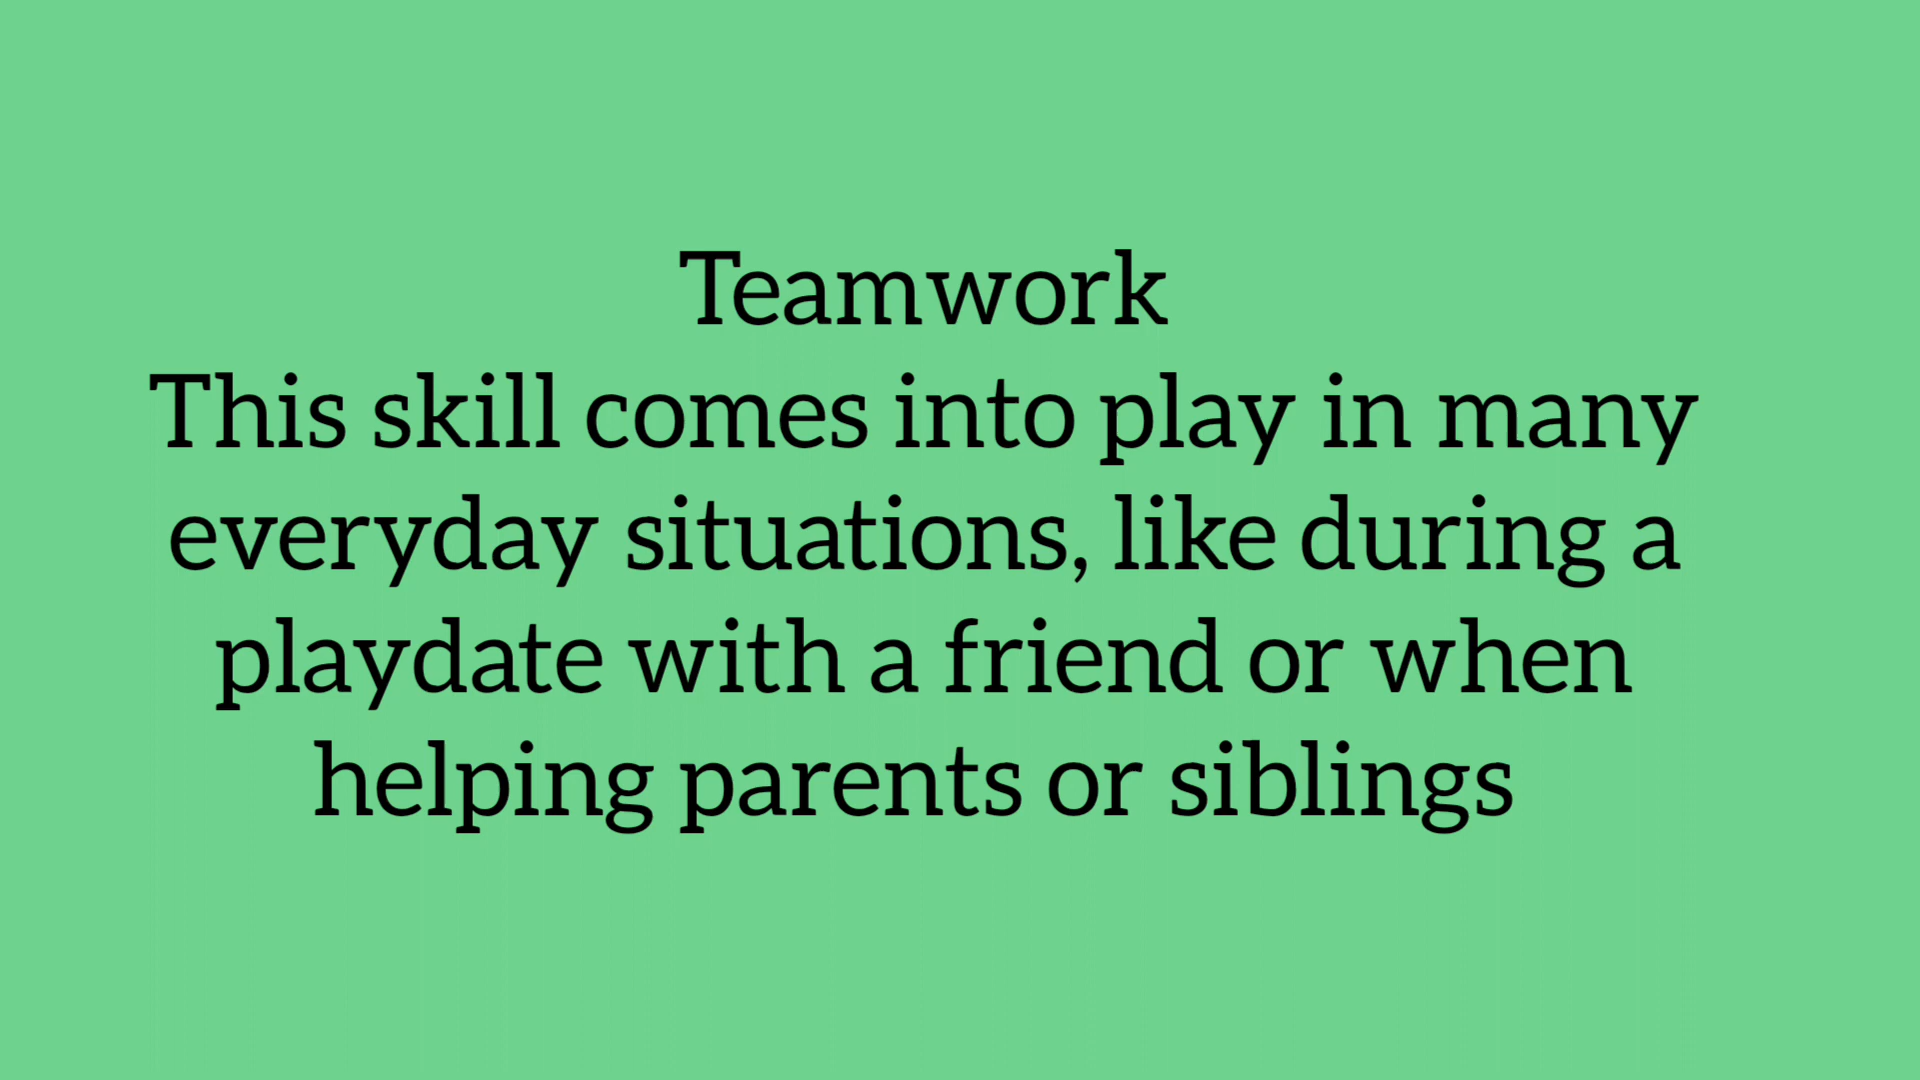 Teamwork
This skill comes into play in many
everyday situations, like during a
playdate with a friend or when
helping parents or siblings